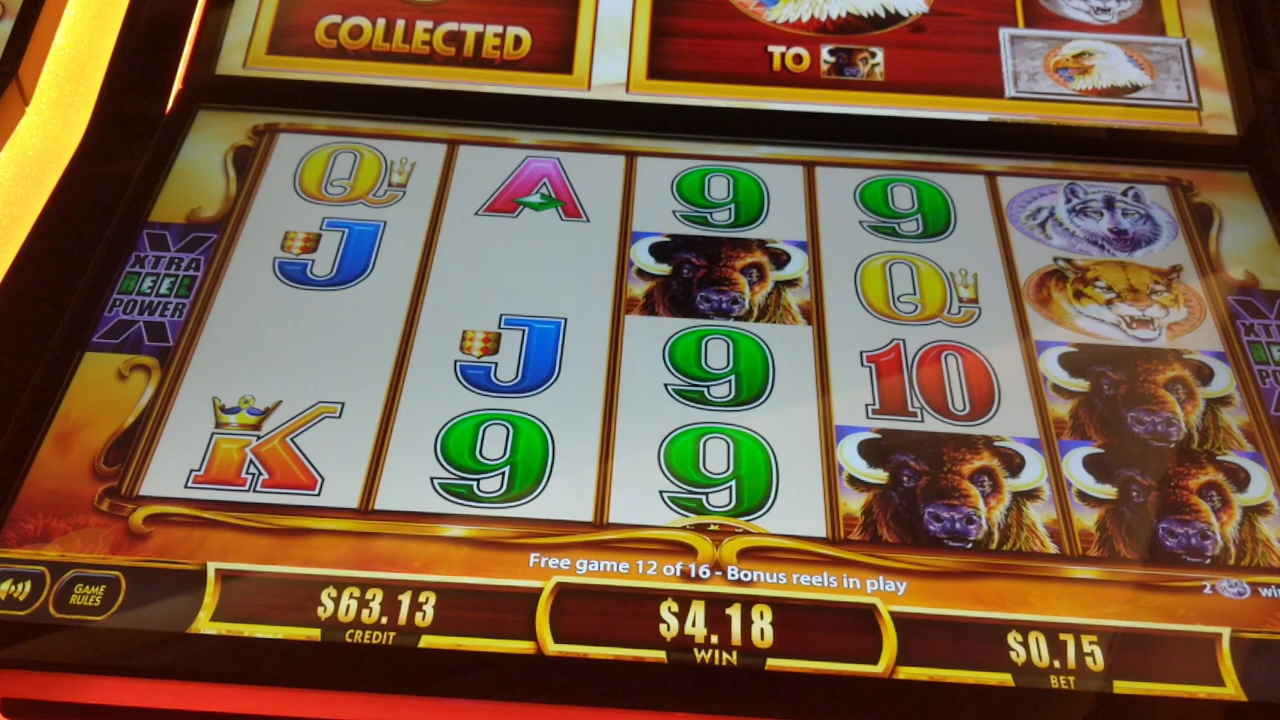 COLLECTED
TO
Q
A
9
9
J
Q
J
9
10
K
9
9
XTRA
REEL
POWER
Free game 12 of 16 - Bonus reels in play
2
GAME
RULES
$63.13
CREDIT
$4.18
WIN
$0.75
BET